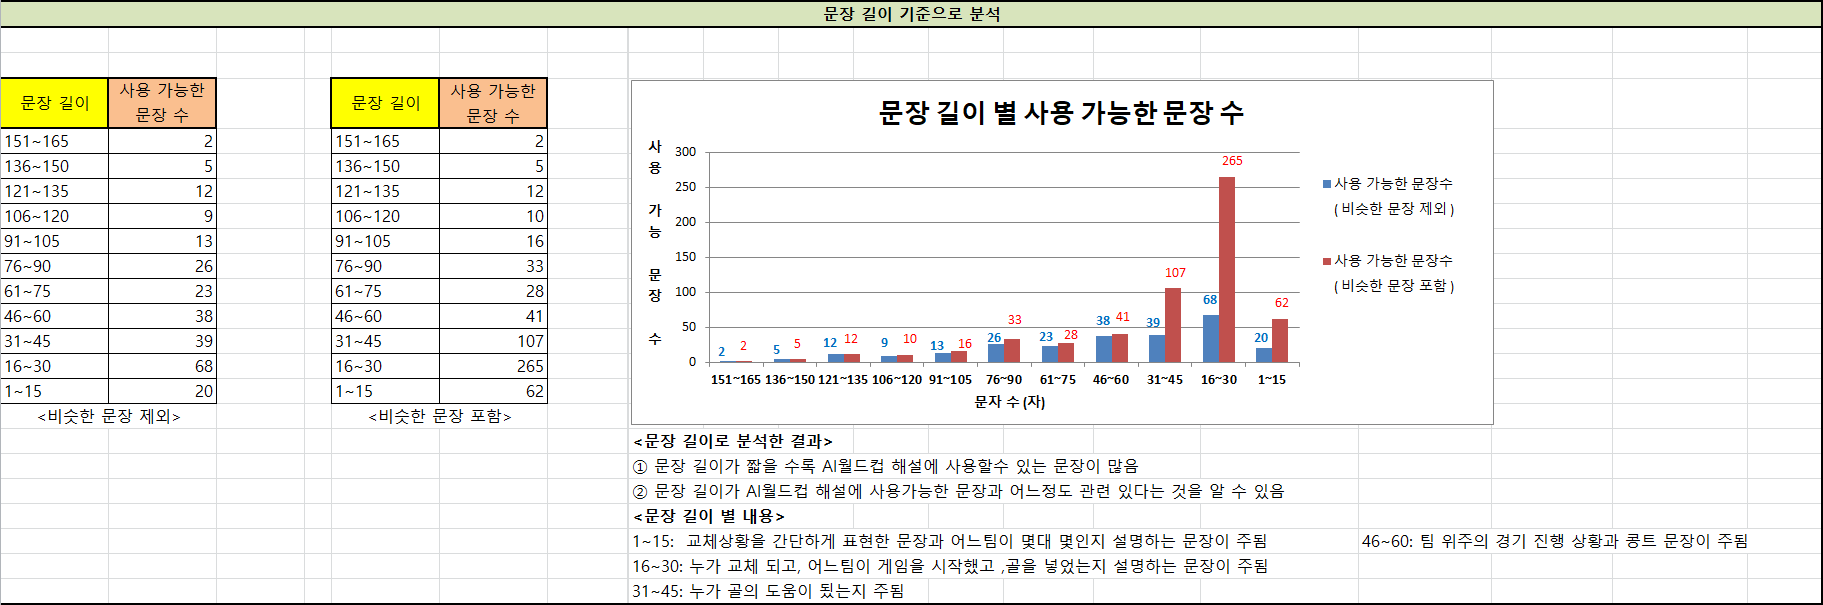 문장 길이 기준으로 분석
문장 길이 사용 가능한 문장 수
151~165 2
136~150 5
121~135 12
106~120 9
91~105 13
76~90 26
61~75 23
46~60 38
31~45 39
16~30 68
1~15 20
<비슷한 문장 제외>
문장 길이 사용 가능한 문장 수
151~165 2
136~150 5
121~135 12
106~120 10
91~105 16
76~90 33
61~75 28
46~60 41
31~45 107
16~30 265
1~15 62
<비슷한 문장 포함>
문장 길이 별 사용 가능한 문장 수
사용 가능 문장 수
300
250
200
150
100
50
0
2 2 5 5 12 12 9 10 13 16 26 33 23 28 38 41 39 107 68 265 20 62
151~165 136~150 121~135 106~120 91~105 76~90 61~75 46~60 31~45 16~30 1~15
문자 수 (자)
사용 가능한 문장수
( 비슷한 문장 제외 )
사용 가능한 문장수
( 비슷한 문장 포함 )
<문장 길이로 분석한 결과>
① 문장 길이가 짧을 수록 AI월드컵 해설에 사용할수 있는 문장이 많음
② 문장 길이가 AI월드컵 해설에 사용가능한 문장과 어느정도 관련 있다는 것을 알 수 있음
<문장 길이 별 내용>
1~15: 교체상황을 간단하게 표현한 문장과 어느팀이 몇대 몇인지 설명하는 문장이 주됨
46~60: 팀 위주의 경기 진행 상황과 콩트 문장이 주됨
16~30: 누가 교체 되고, 어느팀이 게임을 시작했고 ,골을 넣었는지 설명하는 문장이 주됨
31~45: 누가 골의 도움이 됬는지 주됨